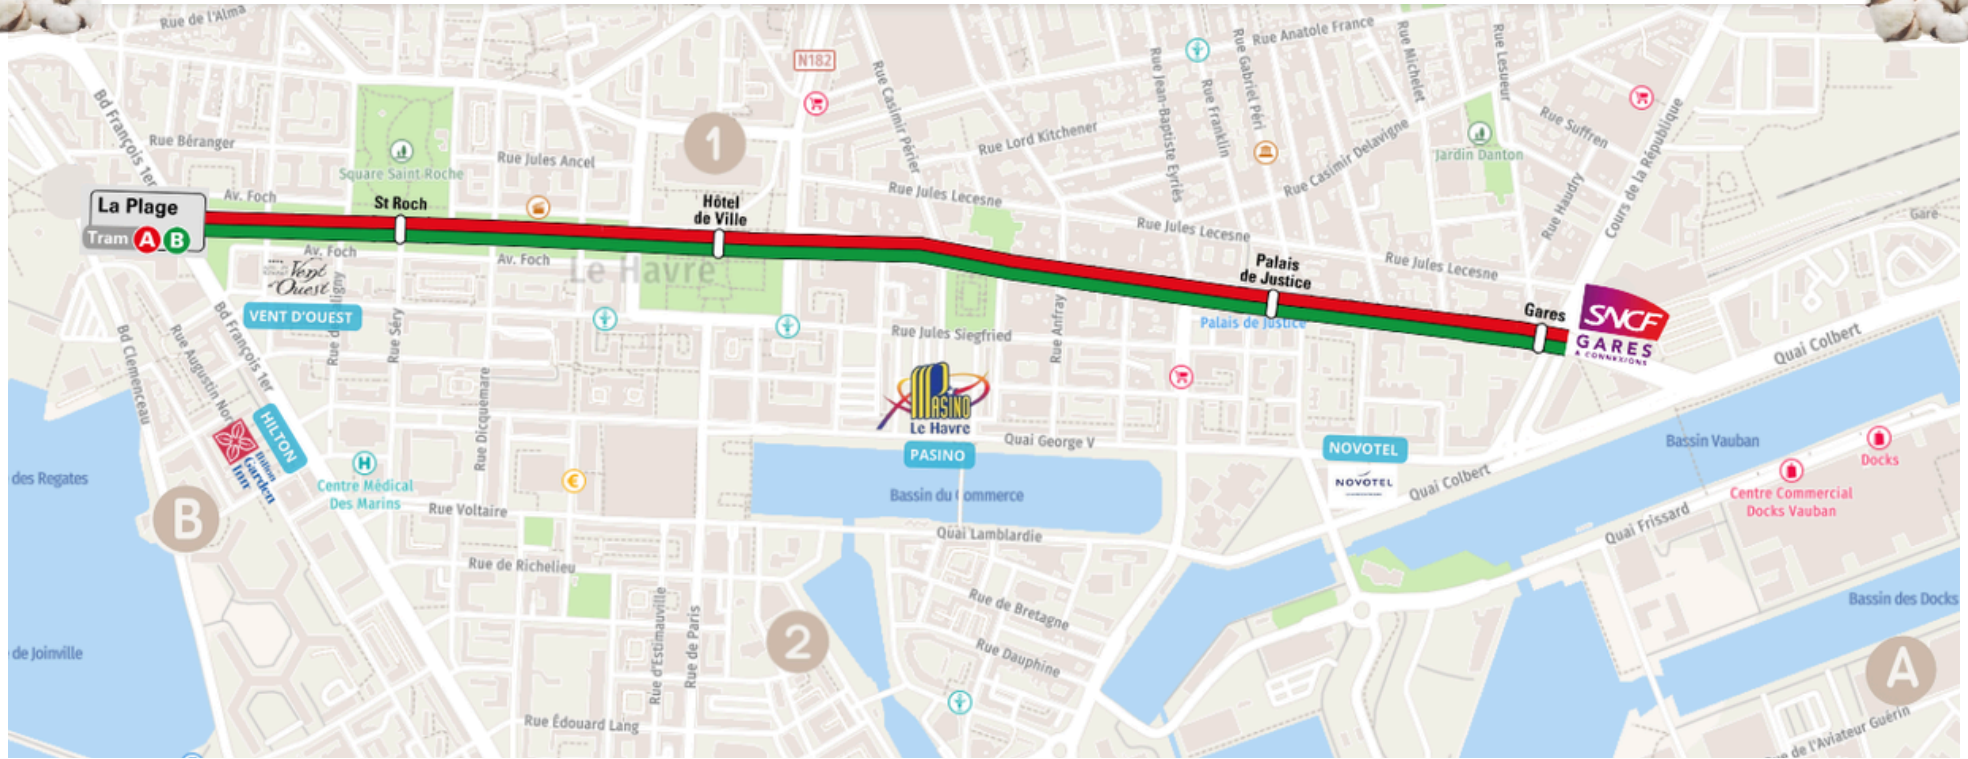 Rue de l'Alma
N182
Rue Anatole France
Rue Gabriel Péri
Rue Michelet
Rue Lesueur
Rue Jean-Baptiste Eyriès
Rue Franklin
Rue Casimir Périer
Bd François 1er
Rue Béranger
Square Saint Roche
Rue Jules Ancel
1
Rue Lord Kitchener
Rue Casimir Delavigne
Jardin Danton
Rue Suffren
Cours de la République
Rue Haudry
Gare
Av. Foch
La Plage
Tram A B
St Roch
Hôtel
de Ville
Rue Jules Lecesne
Rue Jules Lecesne
Rue Jules Lecesne
Palais
de Justice
Palais de Justice
Gares
SNCF
GARES
& CONNEXIONS
Av. Foch
Av. Foch
Le Havre
Vent
d'Ouest
VENT D'OUEST
Rue Séry
Rue Jules Siegfried
Rue Anfray
Quai Colbert
Bd Clemenceau
Rue Augustin Nor
Bd François 1er
HILTON
Hilton
Garden
Inn
Rue Dicquemare
PASINO
Le Havre
PASINO
Quai George V
NOVOTEL
NOVOTEL
Quai Colbert
Bassin Vauban
Docks
Centre Commercial
Docks Vauban
des Regates
H
Centre Médical
Des Marins
€
Rue Voltaire
Bassin du Commerce
Quai Lamblardie
Quai Frissard
B
Rue de Richelieu
Rue d'Estimauville
Rue de Paris
2
Rue de Bretagne
Rue Dauphine
Bassin des Docks
de Joinville
A
Rue Édouard Lang
e de l'Aviateur Guérin